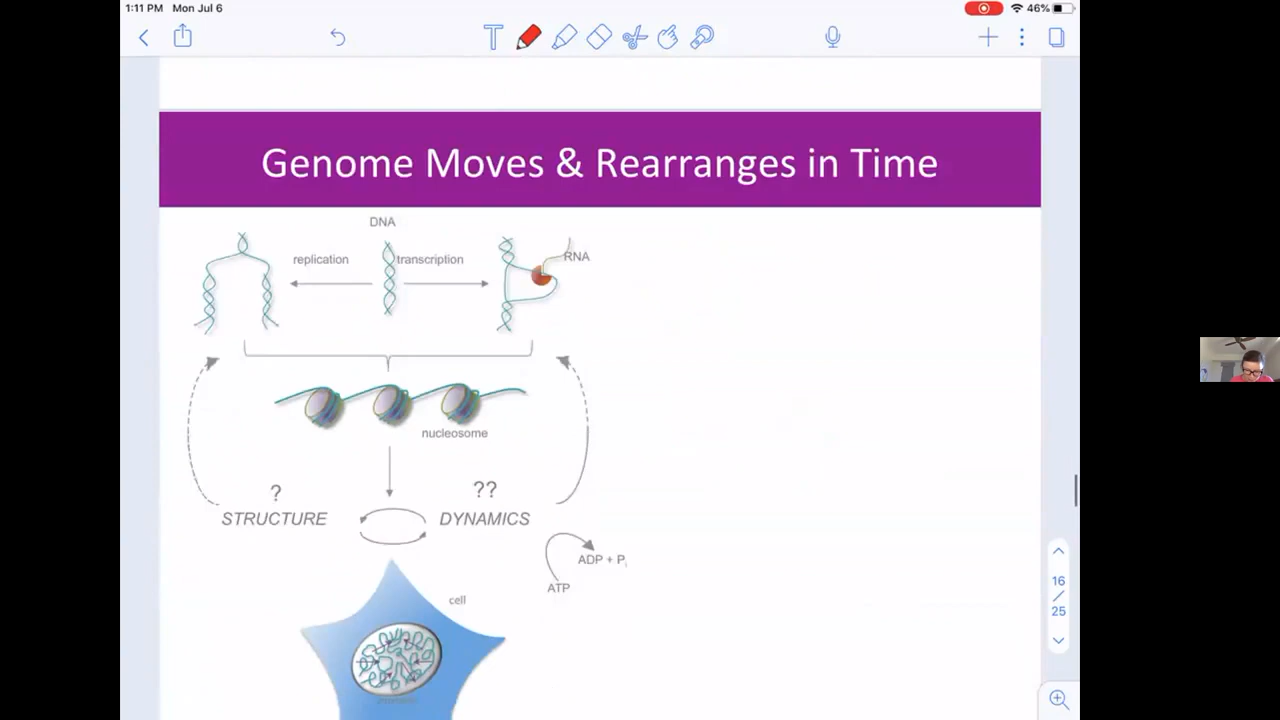 1:11 PM Mon Jul 6
46%
T
Genome Moves & Rearranges in Time
DNA
replication
transcription
RNA
nucleosome
?
??
STRUCTURE
DYNAMICS
ADP + Pi
ATP
cell
16
/
25